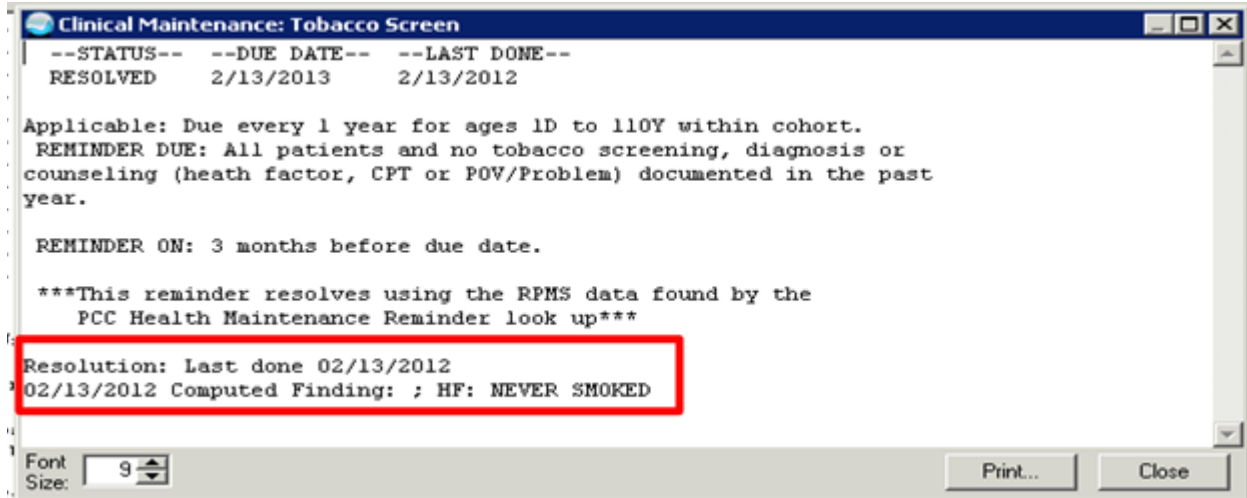 Clinical Maintenance: Tobacco Screen
--STATUS-- --DUE DATE-- --LAST DONE--
RESOLVED 2/13/2013 2/13/2012
Applicable: Due every 1 year for ages 1D to 110Y within cohort.
REMINDER DUE: All patients and no tobacco screening, diagnosis or
counseling (heath factor, CPT or POV/Problem) documented in the past
year.
REMINDER ON: 3 months before due date.
***This reminder resolves using the RPMS data found by the
PCC Health Maintenance Reminder look up***
Resolution: Last done 02/13/2012
02/13/2012 Computed Finding: ; HF: NEVER SMOKED
Font Size: 9 Print... Close